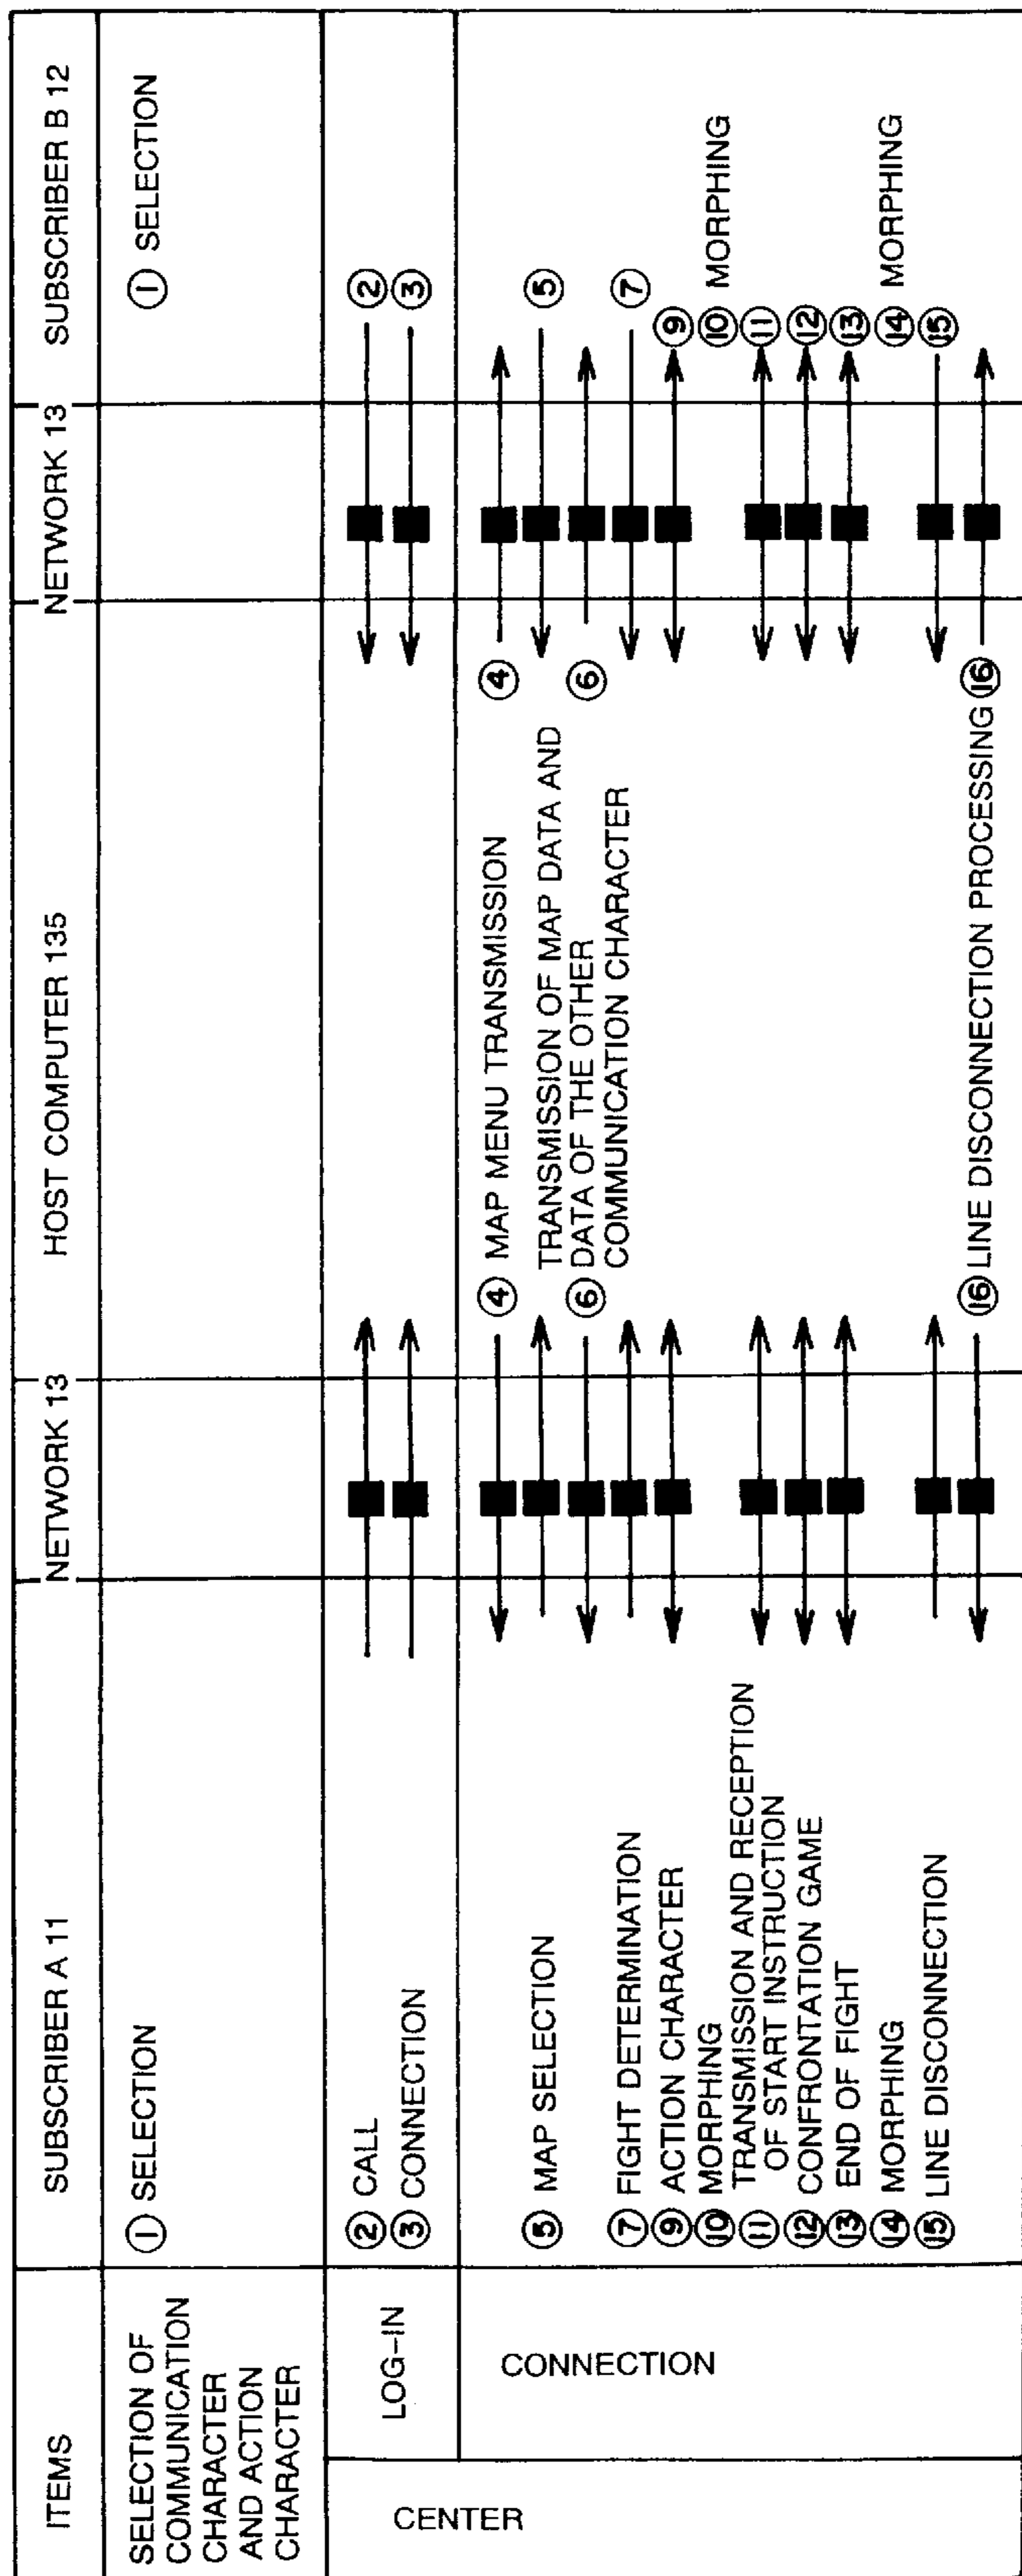 ITEMS
SUBSCRIBER A 11
NETWORK 13
HOST COMPUTER 135
NETWORK 13
SUBSCRIBER B 12
SELECTION OF
COMMUNICATION
CHARACTER
AND ACTION
CHARACTER
① SELECTION
① SELECTION
CENTER
LOG-IN
② CALL
②
③ CONNECTION
③
CONNECTION
④ MAP MENU TRANSMISSION
④
⑤ MAP SELECTION
⑤
TRANSMISSION OF MAP DATA AND
⑥ DATA OF THE OTHER
COMMUNICATION CHARACTER
⑥
⑦ FIGHT DETERMINATION
⑦
⑨ ACTION CHARACTER
⑨
⑩ MORPHING
⑩ MORPHING
TRANSMISSION AND RECEPTION
⑪ OF START INSTRUCTION
⑪
⑫ CONFRONTATION GAME
⑫
⑬ END OF FIGHT
⑬
⑭ MORPHING
⑭ MORPHING
⑮ LINE DISCONNECTION
⑮
⑯ LINE DISCONNECTION PROCESSING ⑯